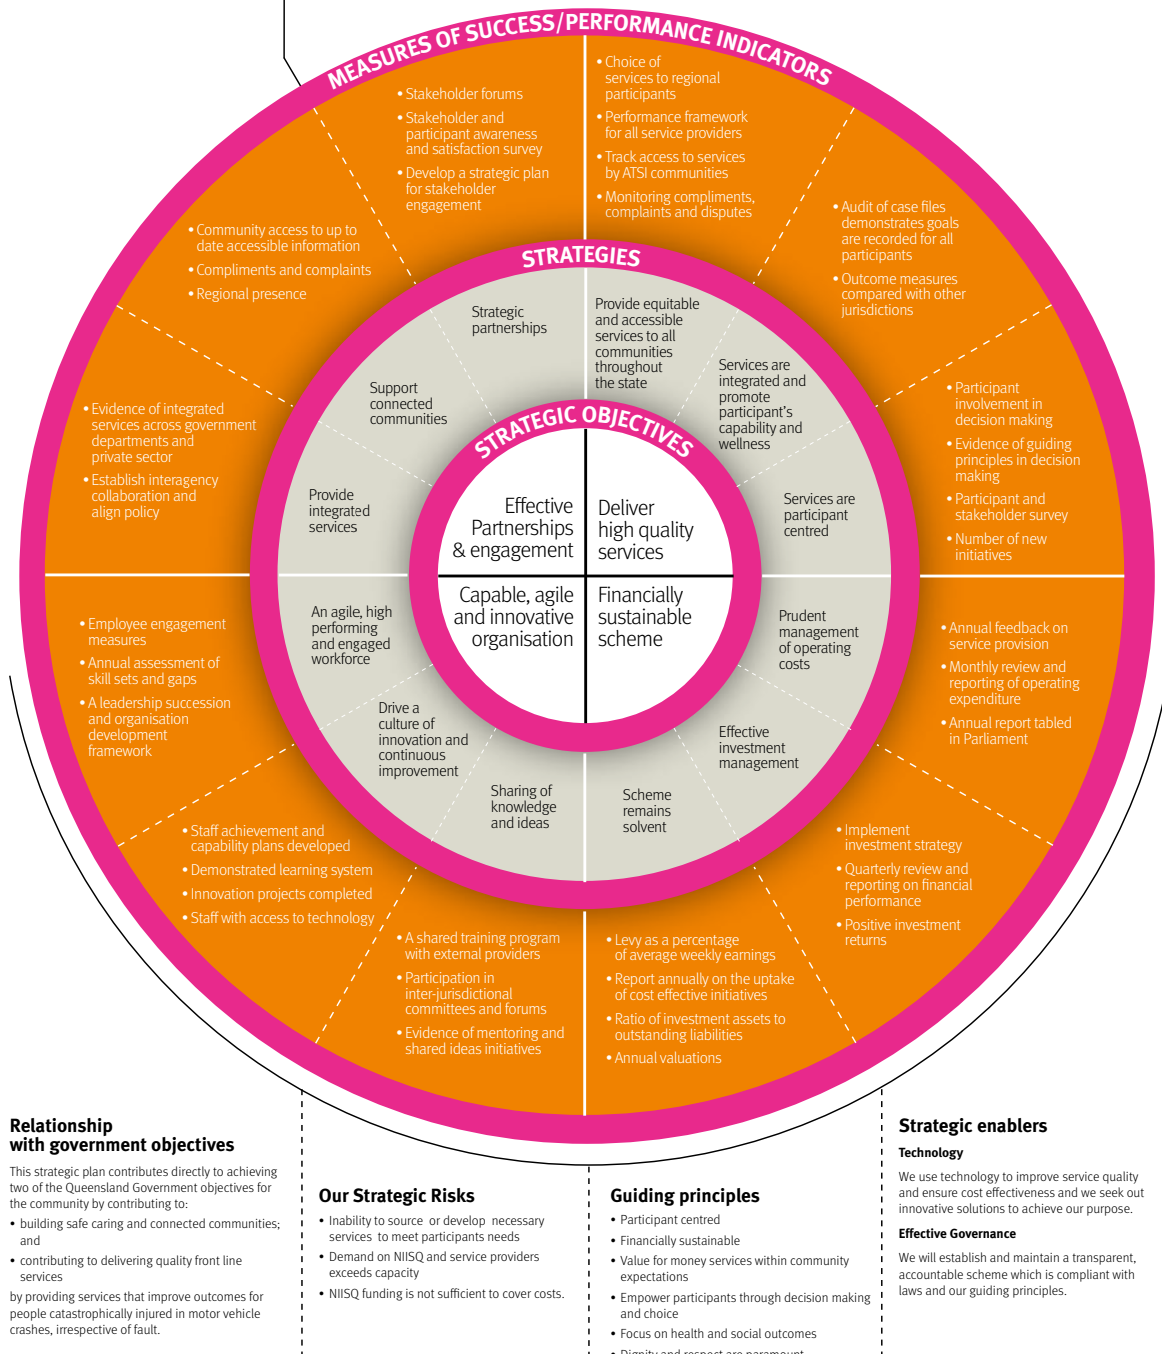 MEASURES OF SUCCESS/PERFORMANCE INDICATORS
• Stakeholder forums
• Stakeholder and
participant awareness
and satisfaction survey
• Develop a strategic plan
for stakeholder
engagement
• Choice of
services to regional
participants
• Performance framework
for all service providers
• Track access to services
by ATSI communities
• Monitoring compliments,
complaints and disputes
• Community access to up to
date accessible information
• Compliments and complaints
• Regional presence
• Audit of case files
demonstrates goals
are recorded for all
participants
• Outcome measures
compared with other
jurisdictions
• Evidence of integrated
services across government
departments and
private sector
• Establish interagency
collaboration and
align policy
• Participant
involvement in
decision making
• Evidence of guiding
principles in decision
making
• Participant and
stakeholder survey
• Number of new
initiatives
• Employee engagement
measures
• Annual assessment of
skill sets and gaps
• A leadership succession
and organisation
development
framework
• Annual feedback on
service provision
• Monthly review and
reporting of operating
expenditure
• Annual report tabled
in Parliament
• Staff achievement and
capability plans developed
• Demonstrated learning system
• Innovation projects completed
• Staff with access to technology
• Implement
investment strategy
• Quarterly review and
reporting on financial
performance
• Positive investment
returns
• A shared training program
with external providers
• Participation in
inter-jurisdictional
committees and forums
• Evidence of mentoring and
shared ideas initiatives
• Levy as a percentage
of average weekly earnings
• Report annually on the uptake
of cost effective initiatives
• Ratio of investment assets to
outstanding liabilities
• Annual valuations
STRATEGIES
Strategic
partnerships
Provide equitable
and accessible
services to all
communities
throughout
the state
Support
connected
communities
Services are
integrated and
promote
participant's
capability and
wellness
Provide
integrated
services
Services are
participant
centred
An agile, high
performing
and engaged
workforce
Prudent
management
of operating
costs
Drive a
culture of
innovation and
continuous
improvement
Effective
investment
management
Sharing of
knowledge
and ideas
Scheme
remains
solvent
STRATEGIC OBJECTIVES
Effective
Partnerships
& engagement
Deliver
high quality
services
Capable, agile
and innovative
organisation
Financially
sustainable
scheme
Relationship
with government objectives
This strategic plan contributes directly to achieving
two of the Queensland Government objectives for
the community by contributing to:
• building safe caring and connected communities;
and
• contributing to delivering quality front line
services
by providing services that improve outcomes for
people catastrophically injured in motor vehicle
crashes, irrespective of fault.
Our Strategic Risks
• Inability to source or develop necessary
services to meet participants needs
• Demand on NIISQ and service providers
exceeds capacity
• NIISQ funding is not sufficient to cover costs.
Guiding principles
• Participant centred
• Financially sustainable
• Value for money services within community
expectations
• Empower participants through decision making
and choice
• Focus on health and social outcomes
• Dignity and respect are paramount
Strategic enablers
Technology
We use technology to improve service quality
and ensure cost effectiveness and we seek out
innovative solutions to achieve our purpose.
Effective Governance
We will establish and maintain a transparent,
accountable scheme which is compliant with
laws and our guiding principles.